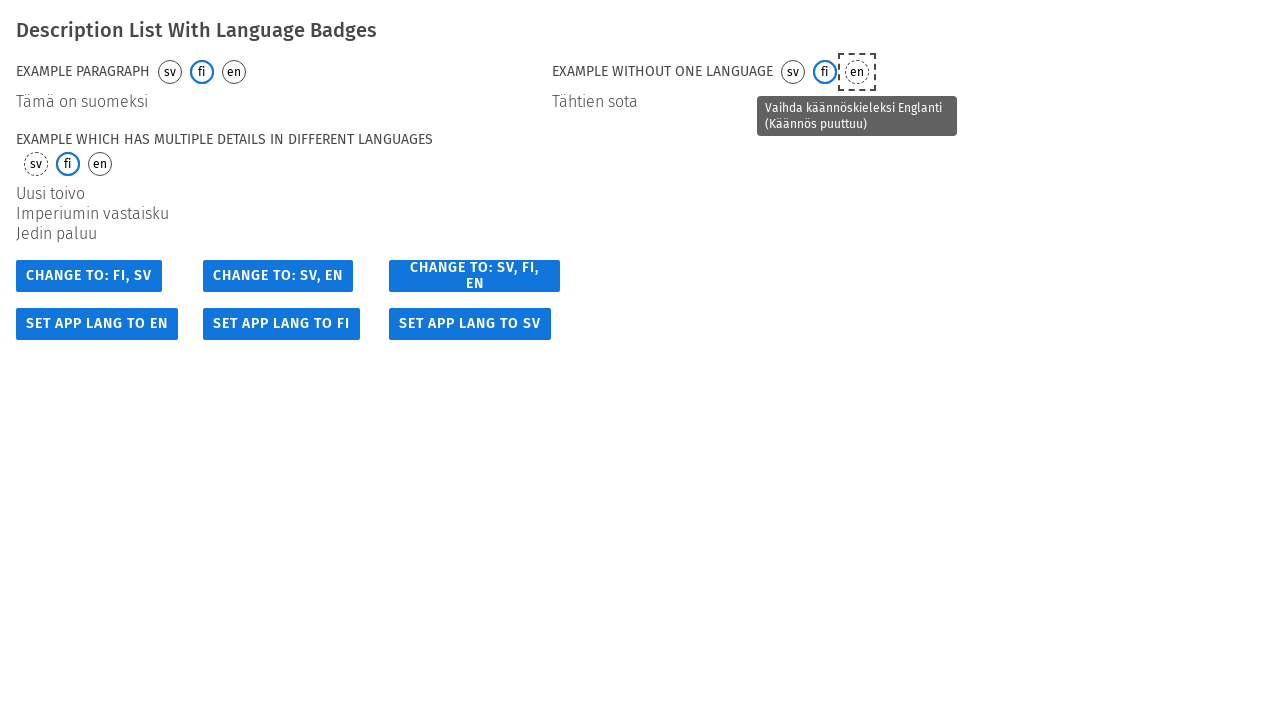 Description List With Language Badges
EXAMPLE PARAGRAPH sv fi en
Tämä on suomeksi
EXAMPLE WITHOUT ONE LANGUAGE sv fi en
Tähtien sota
Vaihda käännöskieleksi Englanti
(Käännös puuttuu)
EXAMPLE WHICH HAS MULTIPLE DETAILS IN DIFFERENT LANGUAGES
sv fi en
Uusi toivo
Imperiumin vastaisku
Jedin paluu
CHANGE TO: FI, SV
CHANGE TO: SV, EN
CHANGE TO: SV, FI,
EN
SET APP LANG TO EN
SET APP LANG TO FI
SET APP LANG TO SV